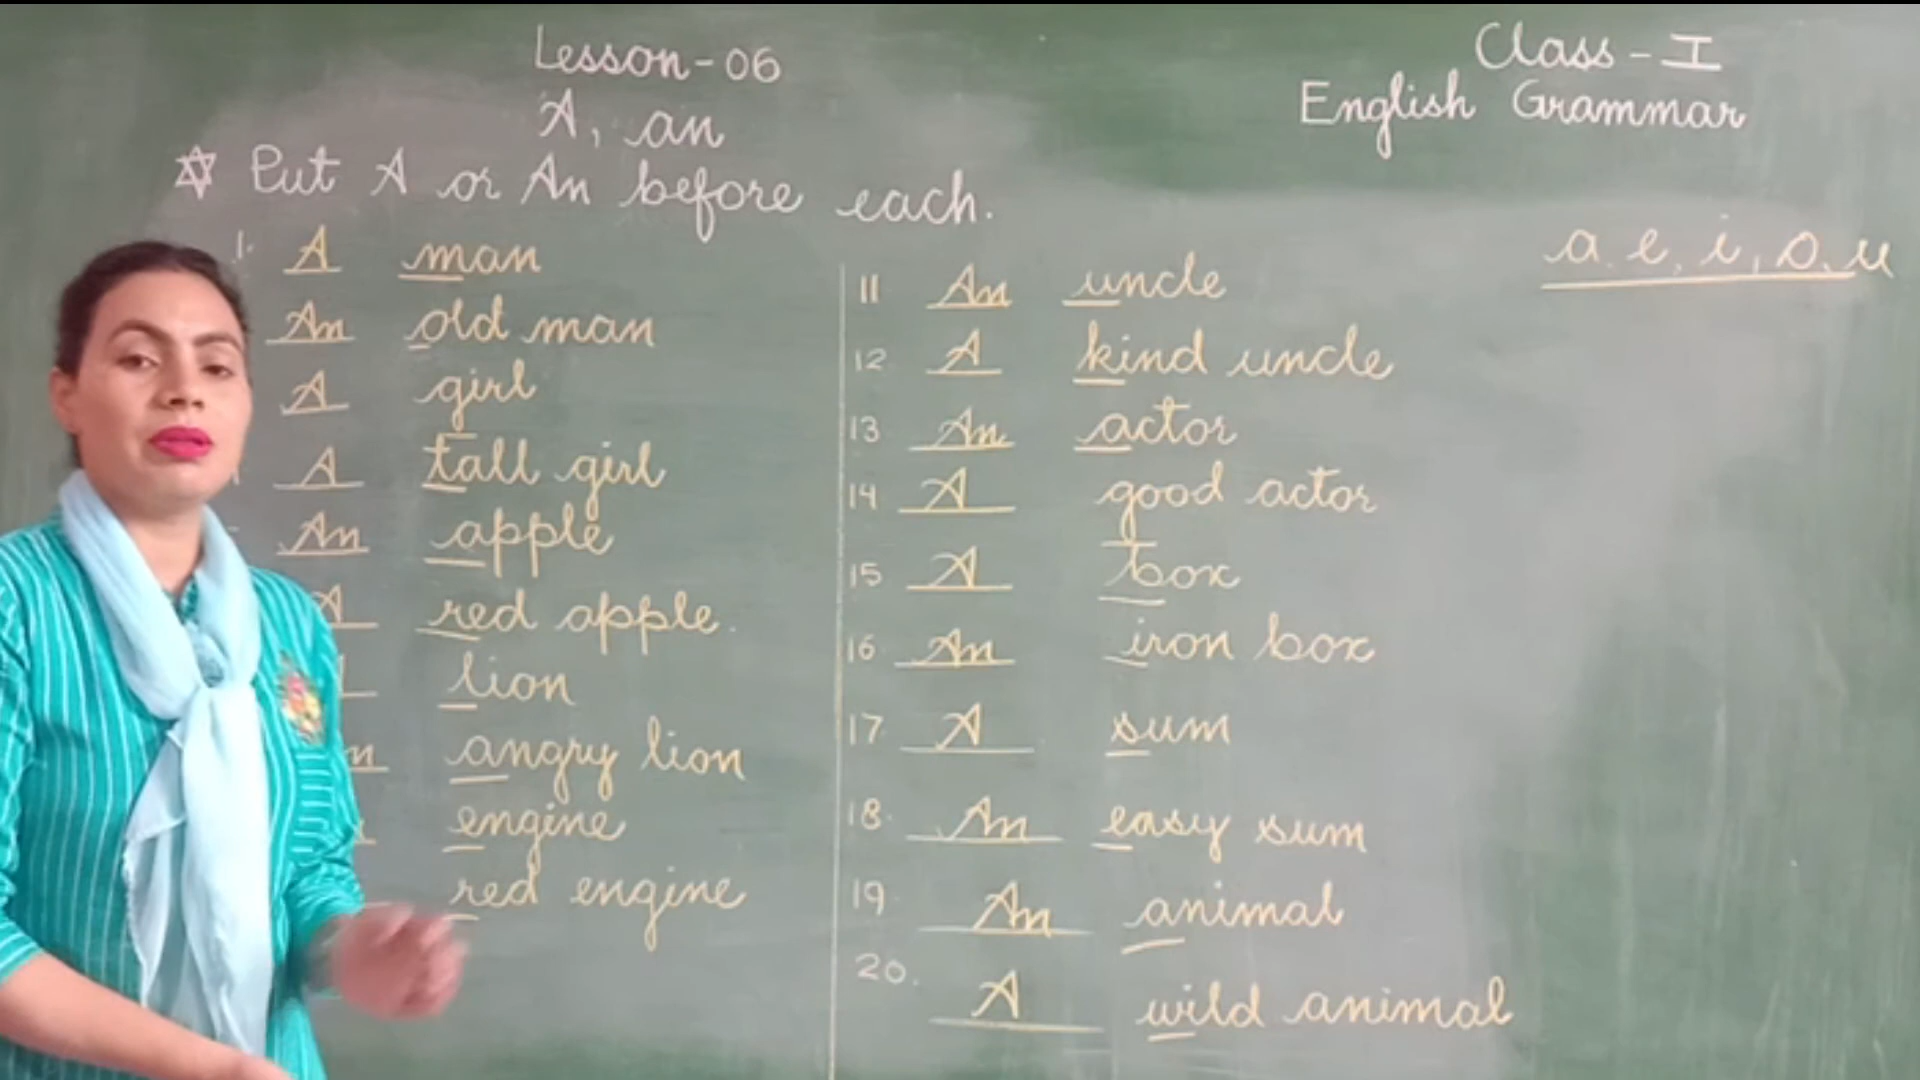 Lesson-06
A, an
Class - I
English Grammar
Put A or An before each.
a, e, i, o, u
1. A man
An old man
A girl
A tall girl
An apple
A red apple.
lion
angry lion
engine
red engine
11 An uncle
12 A kind uncle
13 An actor
14 A good actor
15 A box
16 An iron box
17. A sum
18. An easy sum
19. An animal
20. A wild animal